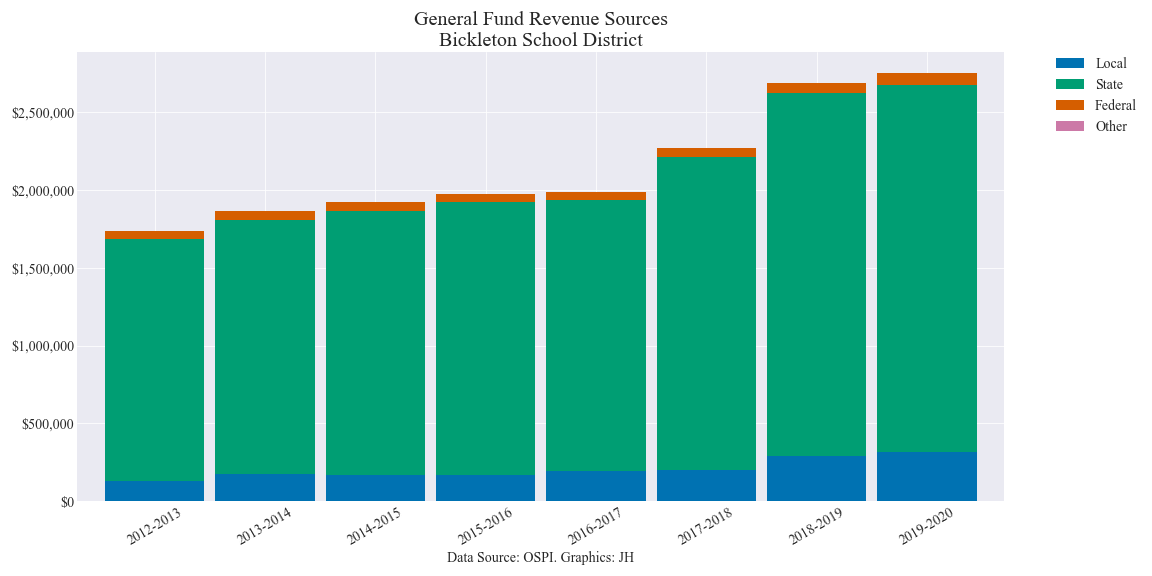 General Fund Revenue Sources
Bickleton School District
Local
State
Federal
Other
$2,500,000
$2,000,000
$1,500,000
$1,000,000
$500,000
$0
2012-2013
2013-2014
2014-2015
2015-2016
2016-2017
2017-2018
2018-2019
2019-2020
Data Source: OSPI. Graphics: JH